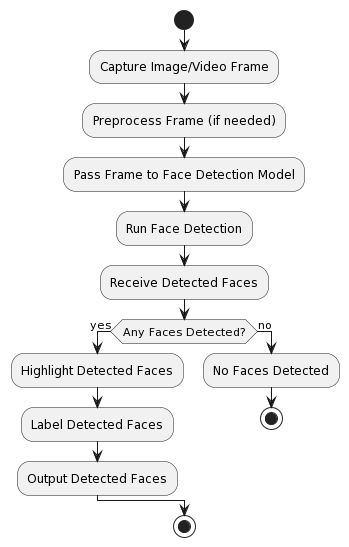 Capture Image/Video Frame
Preprocess Frame (if needed)
Pass Frame to Face Detection Model
Run Face Detection
Receive Detected Faces
yes
Any Faces Detected?
no
Highlight Detected Faces
No Faces Detected
Label Detected Faces
Output Detected Faces